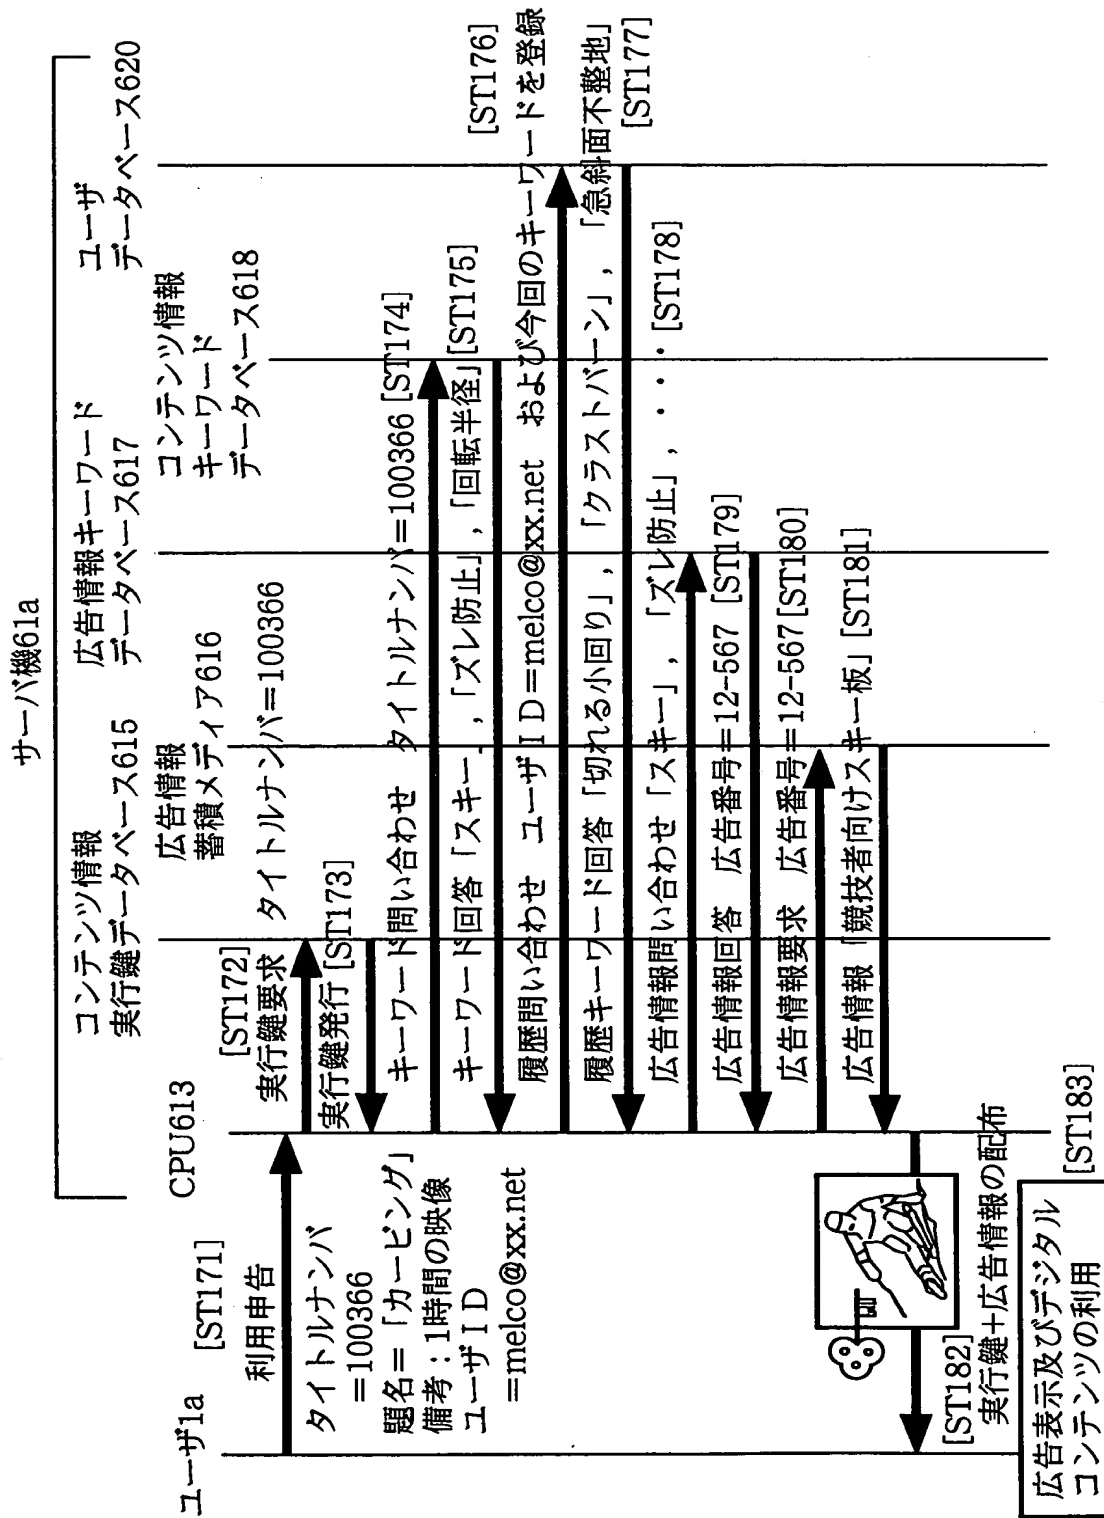 サーバ機61a
ユーザ1a
CPU613
コンテンツ情報
実行鍵データベース615
広告情報
蓄積メディア616
広告情報キーワード
データベース617
コンテンツ情報
キーワード
データベース618
ユーザ
データベース620
[ST171]
利用申告
タイトルナンバ
=100366
題名=「カービング」
備考：1時間の映像
ユーザID
=melco@xx.net
[ST172]
実行鍵要求 タイトルナンバ=100366
実行鍵発行 [ST173]
キーワード問い合わせ タイトルナンバ=100366 [ST174]
キーワード回答「スキー」,「ズレ防止」,「回転半径」[ST175]
[ST176]
履歴問い合わせ ユーザID=melco@xx.net および今回のキーワードを登録
履歴キーワード回答「切れる小回り」,「クラストバーン」,「急斜面不整地」
[ST177]
広告情報問い合わせ「スキー」,「ズレ防止」,・・・[ST178]
広告情報回答 広告番号=12-567 [ST179]
広告情報要求 広告番号=12-567[ST180]
広告情報「競技者向けスキー板」[ST181]
[ST182]
実行鍵+広告情報の配布
[ST183]
広告表示及びデジタル
コンテンツの利用